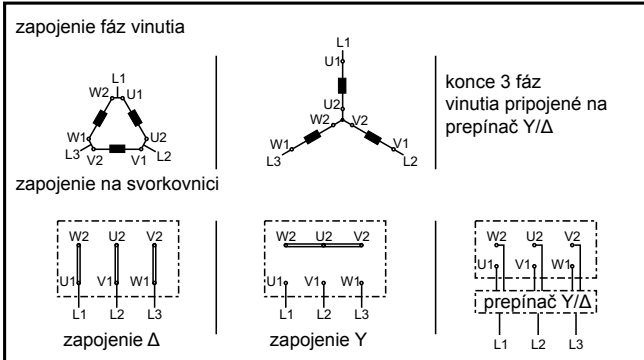 zapojenie fáz vinutia
L1
W2 U1
W1 U2
L3 V2 V1 L2
L1
U1
U2
W2 V2
W1 V1
L3 L2
konce 3 fáz
vinutia pripojené na
prepínač Y/Δ
zapojenie na svorkovnici
W2 U2 V2
U1 V1 W1
L1 L2 L3
zapojenie Δ
W2 U2 V2
U1 V1 W1
L1 L2 L3
zapojenie Y
W2 U2 V2
U1 V1 W1
prepínač Y/Δ
L1 L2 L3